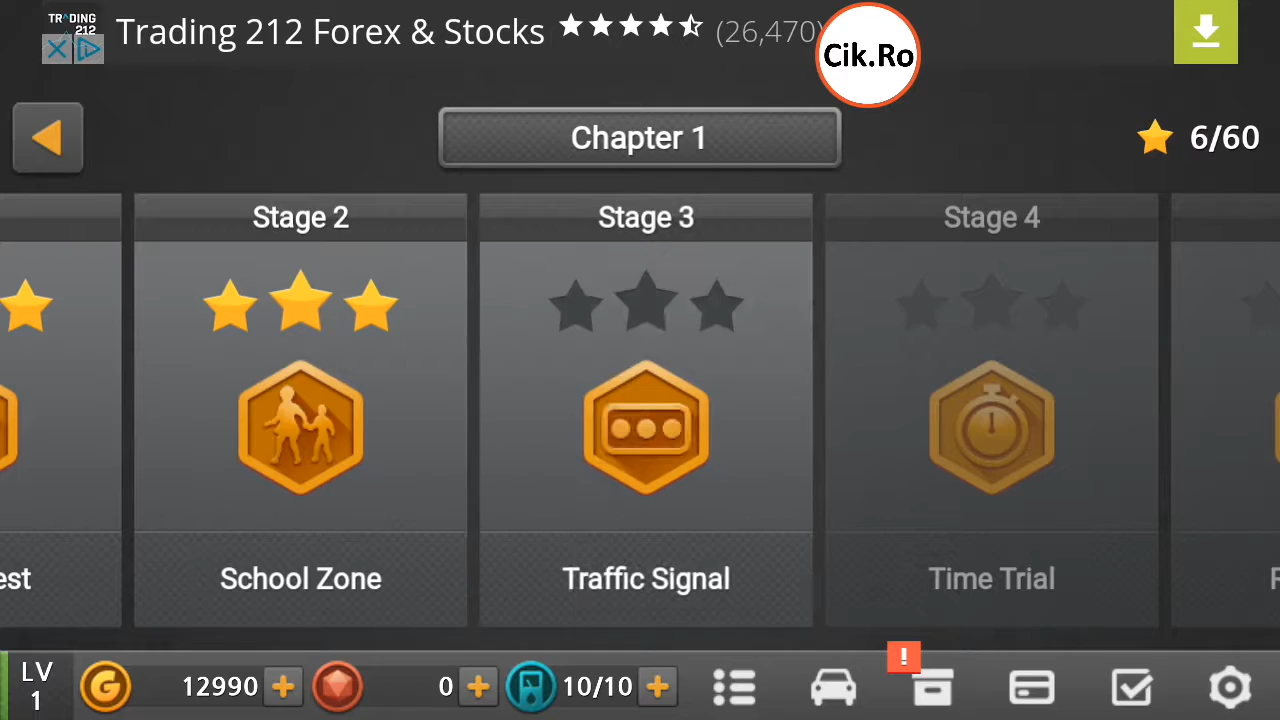 TRADING
212
Trading 212 Forex & Stocks
(26,470)
Cik.Ro
Chapter 1
6/60
Stage 2
Stage 3
Stage 4
est
School Zone
Traffic Signal
Time Trial
LV
1
G
12990
0
10/10
!